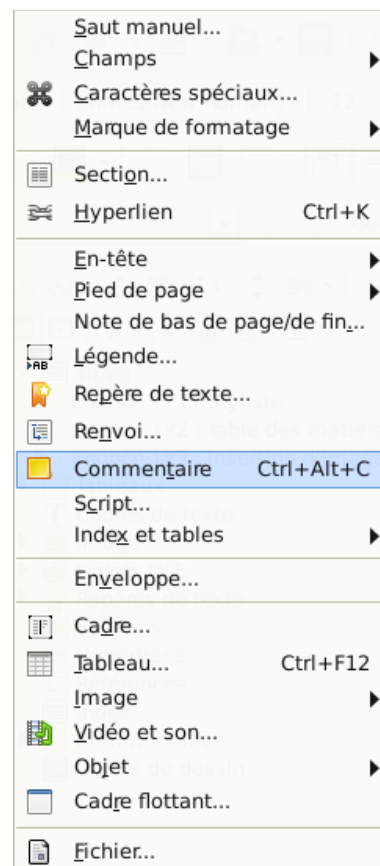 Saut manuel...
Champs
Caractères spéciaux...
Marque de formatage
Section...
Hyperlien Ctrl+K
En-tête
Pied de page
Note de bas de page/de fin...
Légende...
Repère de texte...
Renvoi...
Commentaire Ctrl+Alt+C
Script...
Index et tables
Enveloppe...
Cadre...
Tableau... Ctrl+F12
Image
Vidéo et son...
Objet
Cadre flottant...
Fichier...